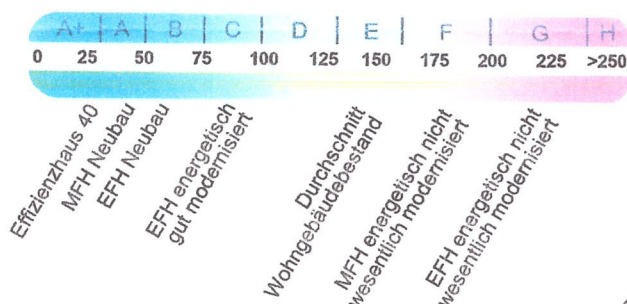 A+ A B C D E F G H
0 25 50 75 100 125 150 175 200 225 >250
Effizienzhaus 40
MFH Neubau
EFH Neubau
EFH energetisch
gut modernisiert
Durchschnitt
Wohngebäudebestand
MFH energetisch nicht
wesentlich modernisiert
EFH energetisch nicht
wesentlich modernisiert